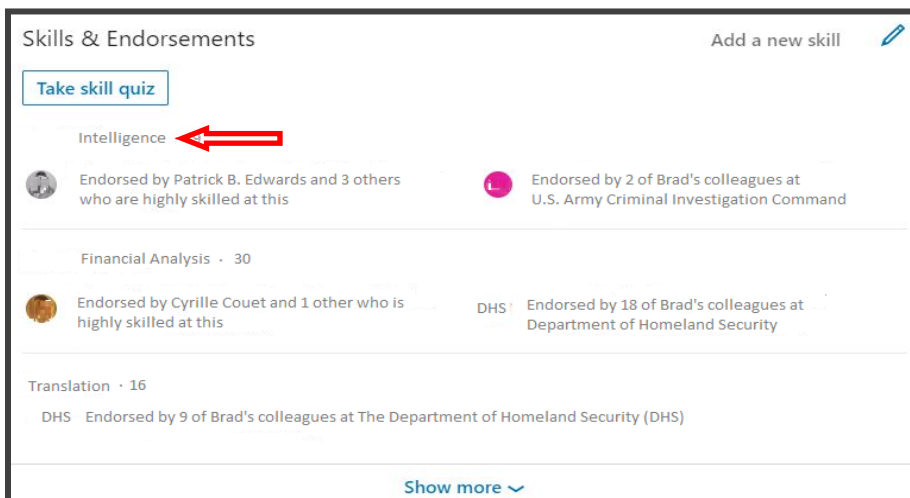 Skills & Endorsements
Add a new skill
Take skill quiz
Intelligence
Endorsed by Patrick B. Edwards and 3 others
who are highly skilled at this
Endorsed by 2 of Brad's colleagues at
U.S. Army Criminal Investigation Command
Financial Analysis · 30
Endorsed by Cyrille Couet and 1 other who is
highly skilled at this
DHS
Endorsed by 18 of Brad's colleagues at
Department of Homeland Security
Translation · 16
DHS Endorsed by 9 of Brad's colleagues at The Department of Homeland Security (DHS)
Show more